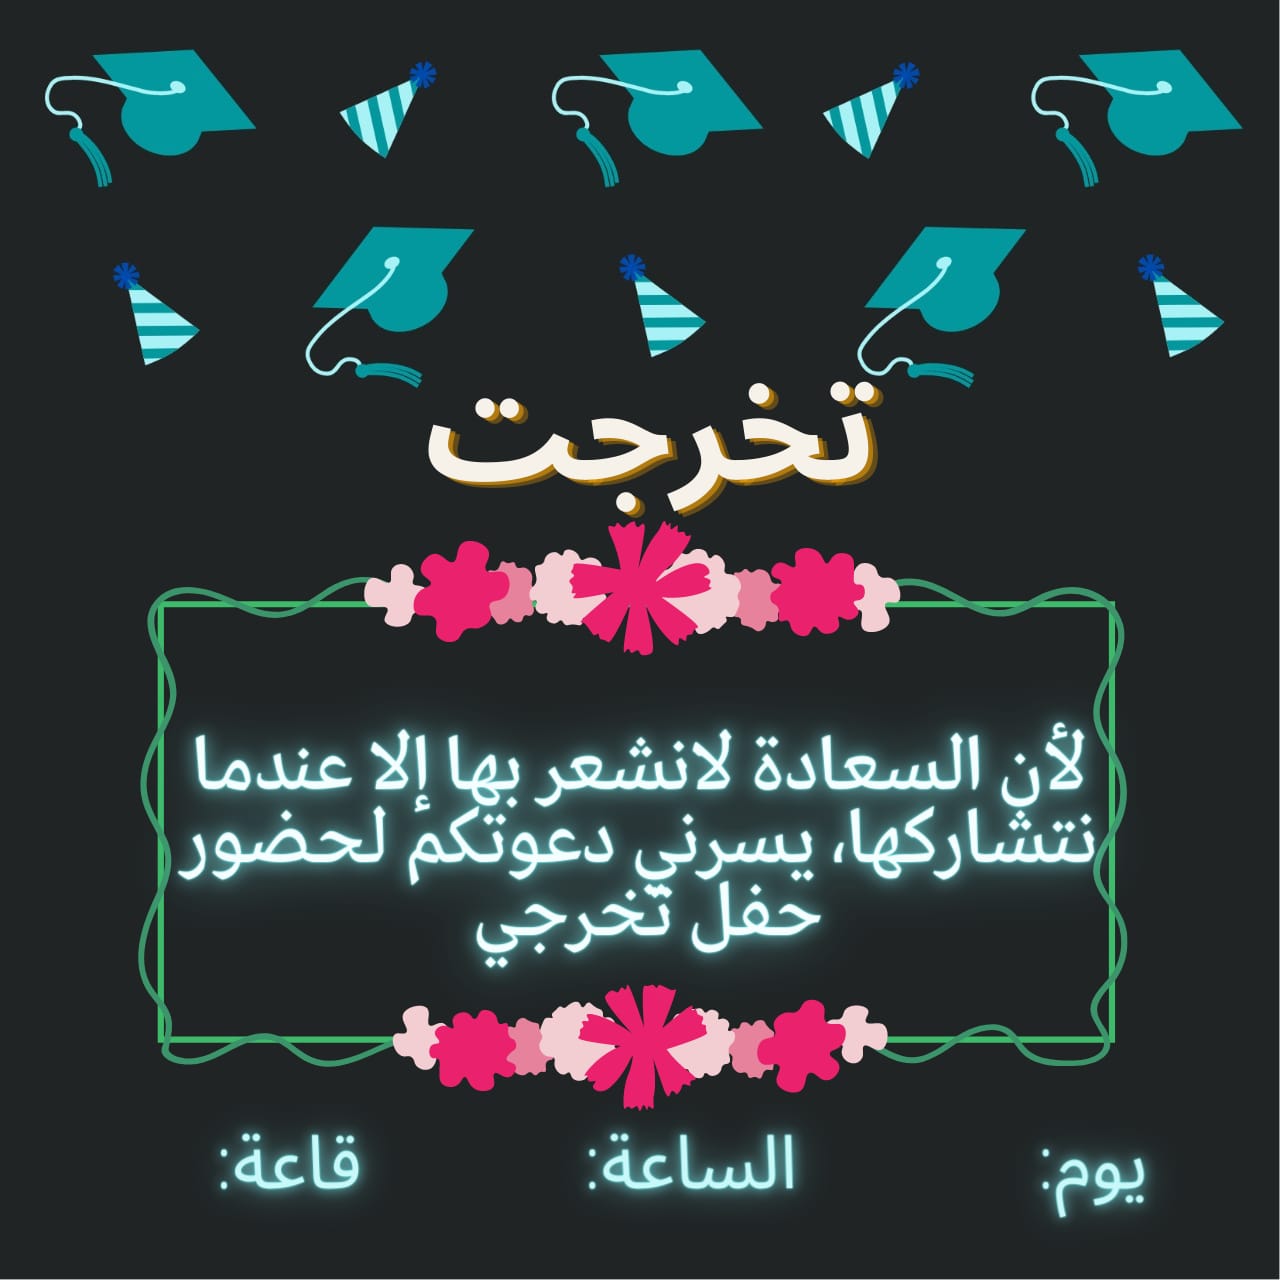 تخرجت
لأن السعادة لانشعر بها إلا عندما
نتشاركها، يسرني دعوتكم لحضور
حفل تخرجي
يوم: الساعة: قاعة: